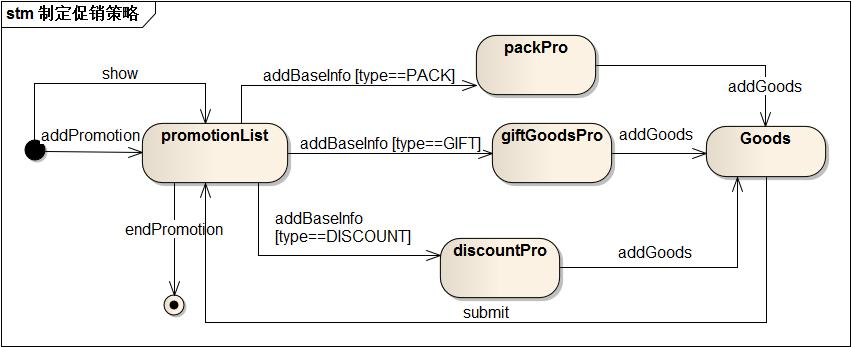 stm 制定促销策略
show
addBaseInfo [type==PACK]
packPro
addGoods
addPromotion
promotionList
addBaseInfo [type==GIFT]
giftGoodsPro
addGoods
Goods
endPromotion
addBaseInfo
[type==DISCOUNT]
discountPro
addGoods
submit